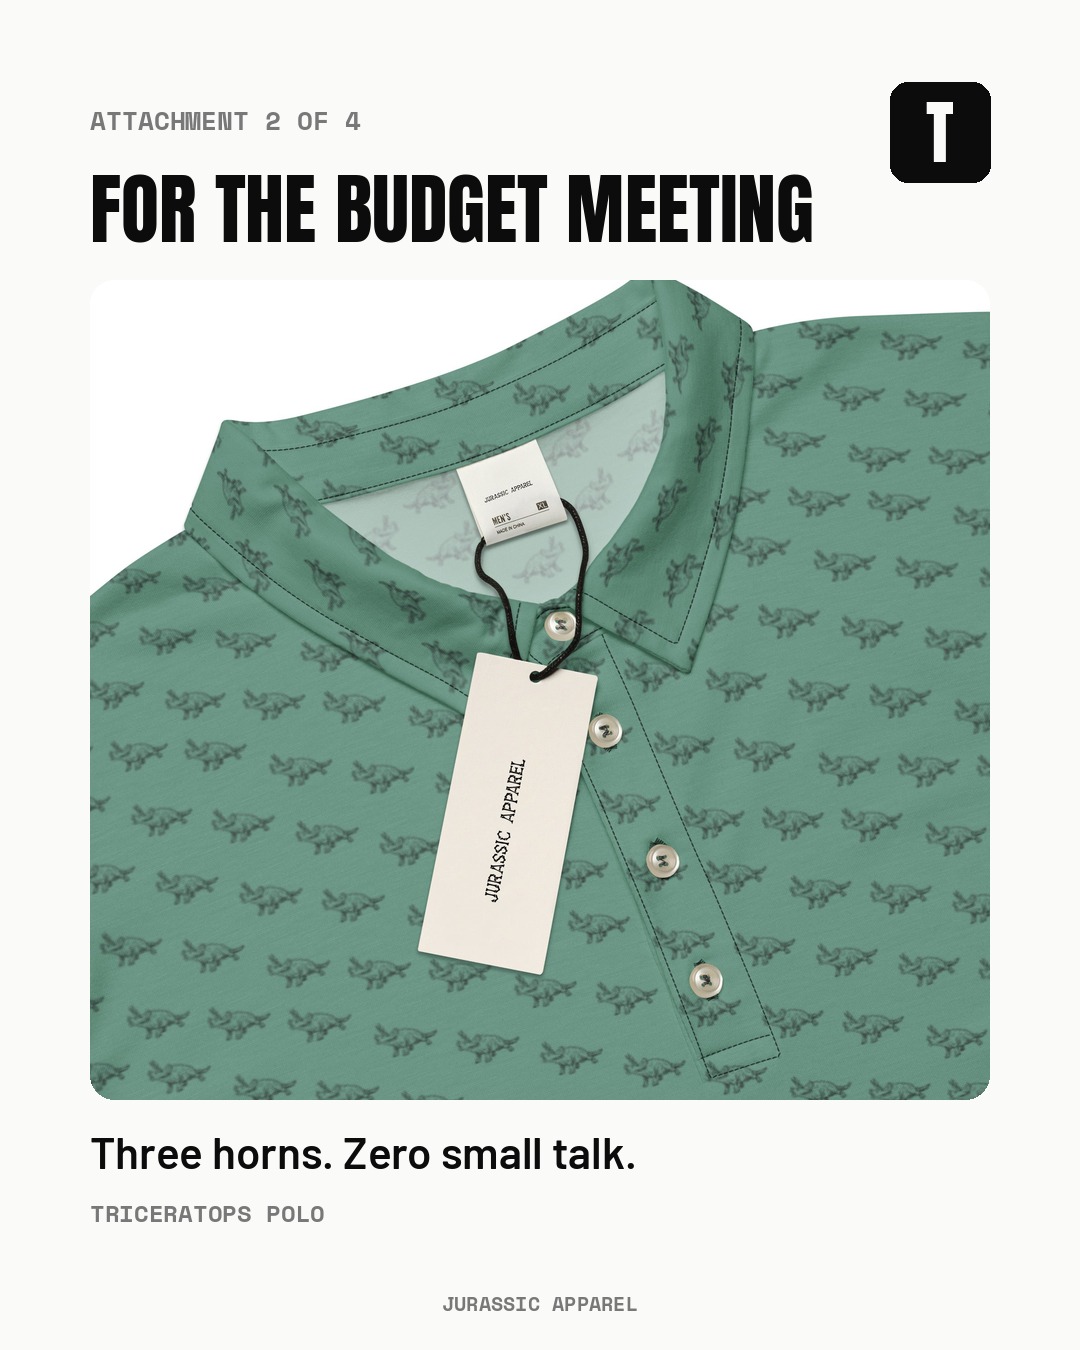 ATTACHMENT 2 OF 4
T
FOR THE BUDGET MEETING
JURASSIC APPAREL
MEN'S XL
MADE IN CHINA
JURASSIC APPAREL
Three horns. Zero small talk.
TRICERATOPS POLO
JURASSIC APPAREL